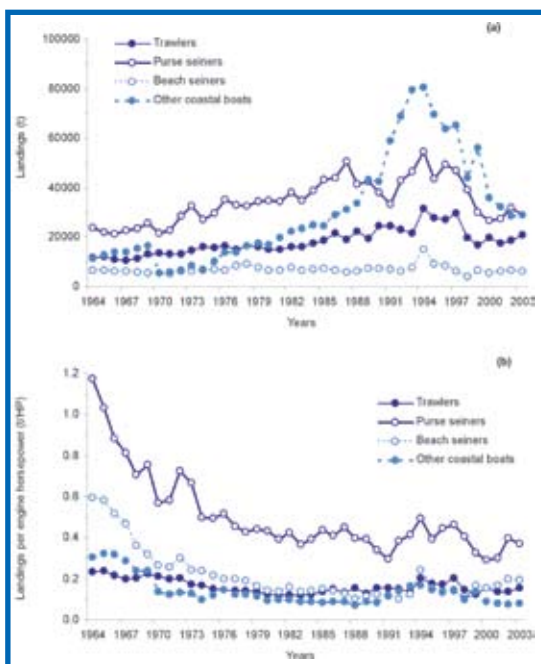 (a)
Trawlers
Purse seiners
Beach seiners
Other coastal boats
Landings (t)
100000
80000
60000
40000
20000
0
1964 1967 1970 1973 1976 1979 1982 1985 1988 1991 1994 1997 2000 2003
Years
(b)
Trawlers
Purse seiners
Beach seiners
Other coastal boats
Landings per engine horsepower (t/HP)
1.2
1.0
0.8
0.6
0.4
0.2
0.0
1964 1967 1970 1973 1976 1979 1982 1985 1988 1991 1994 1997 2000 2003
Years